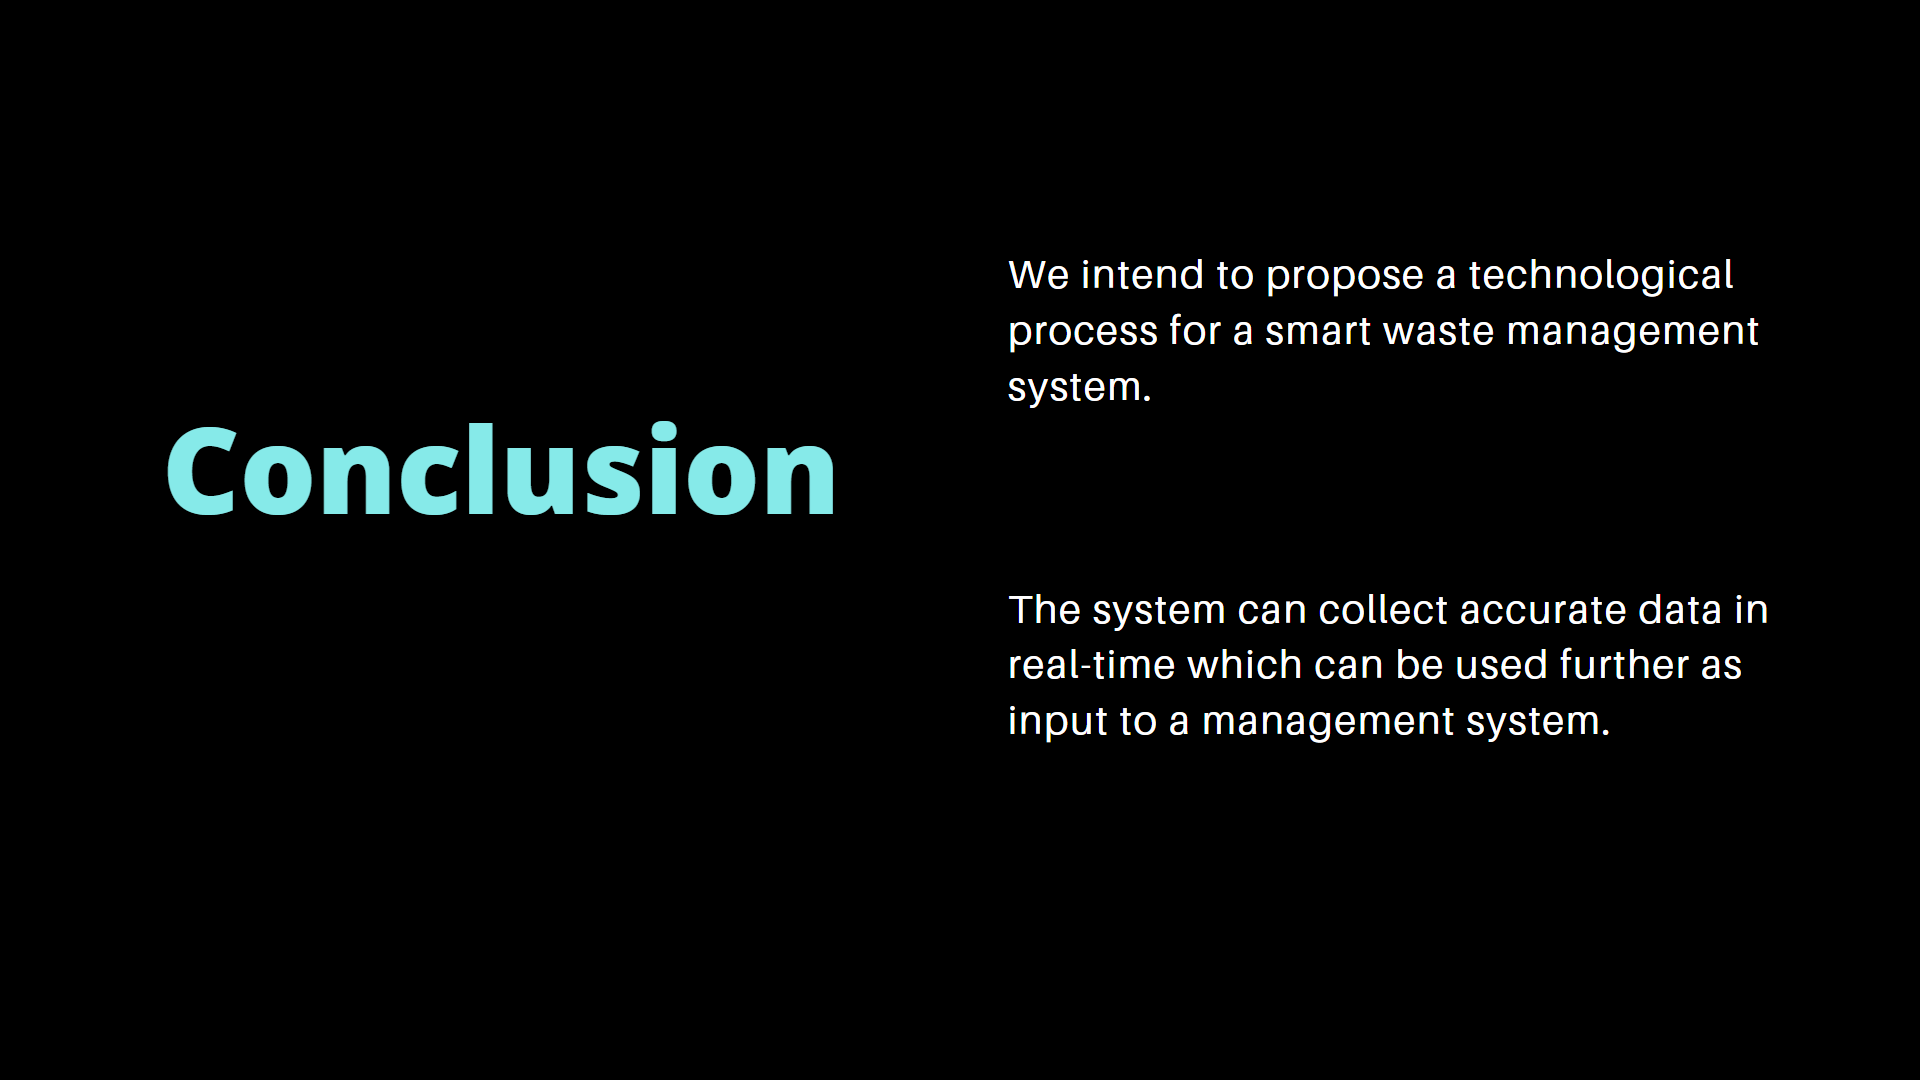 Conclusion
We intend to propose a technological
process for a smart waste management
system.
The system can collect accurate data in
real-time which can be used further as
input to a management system.